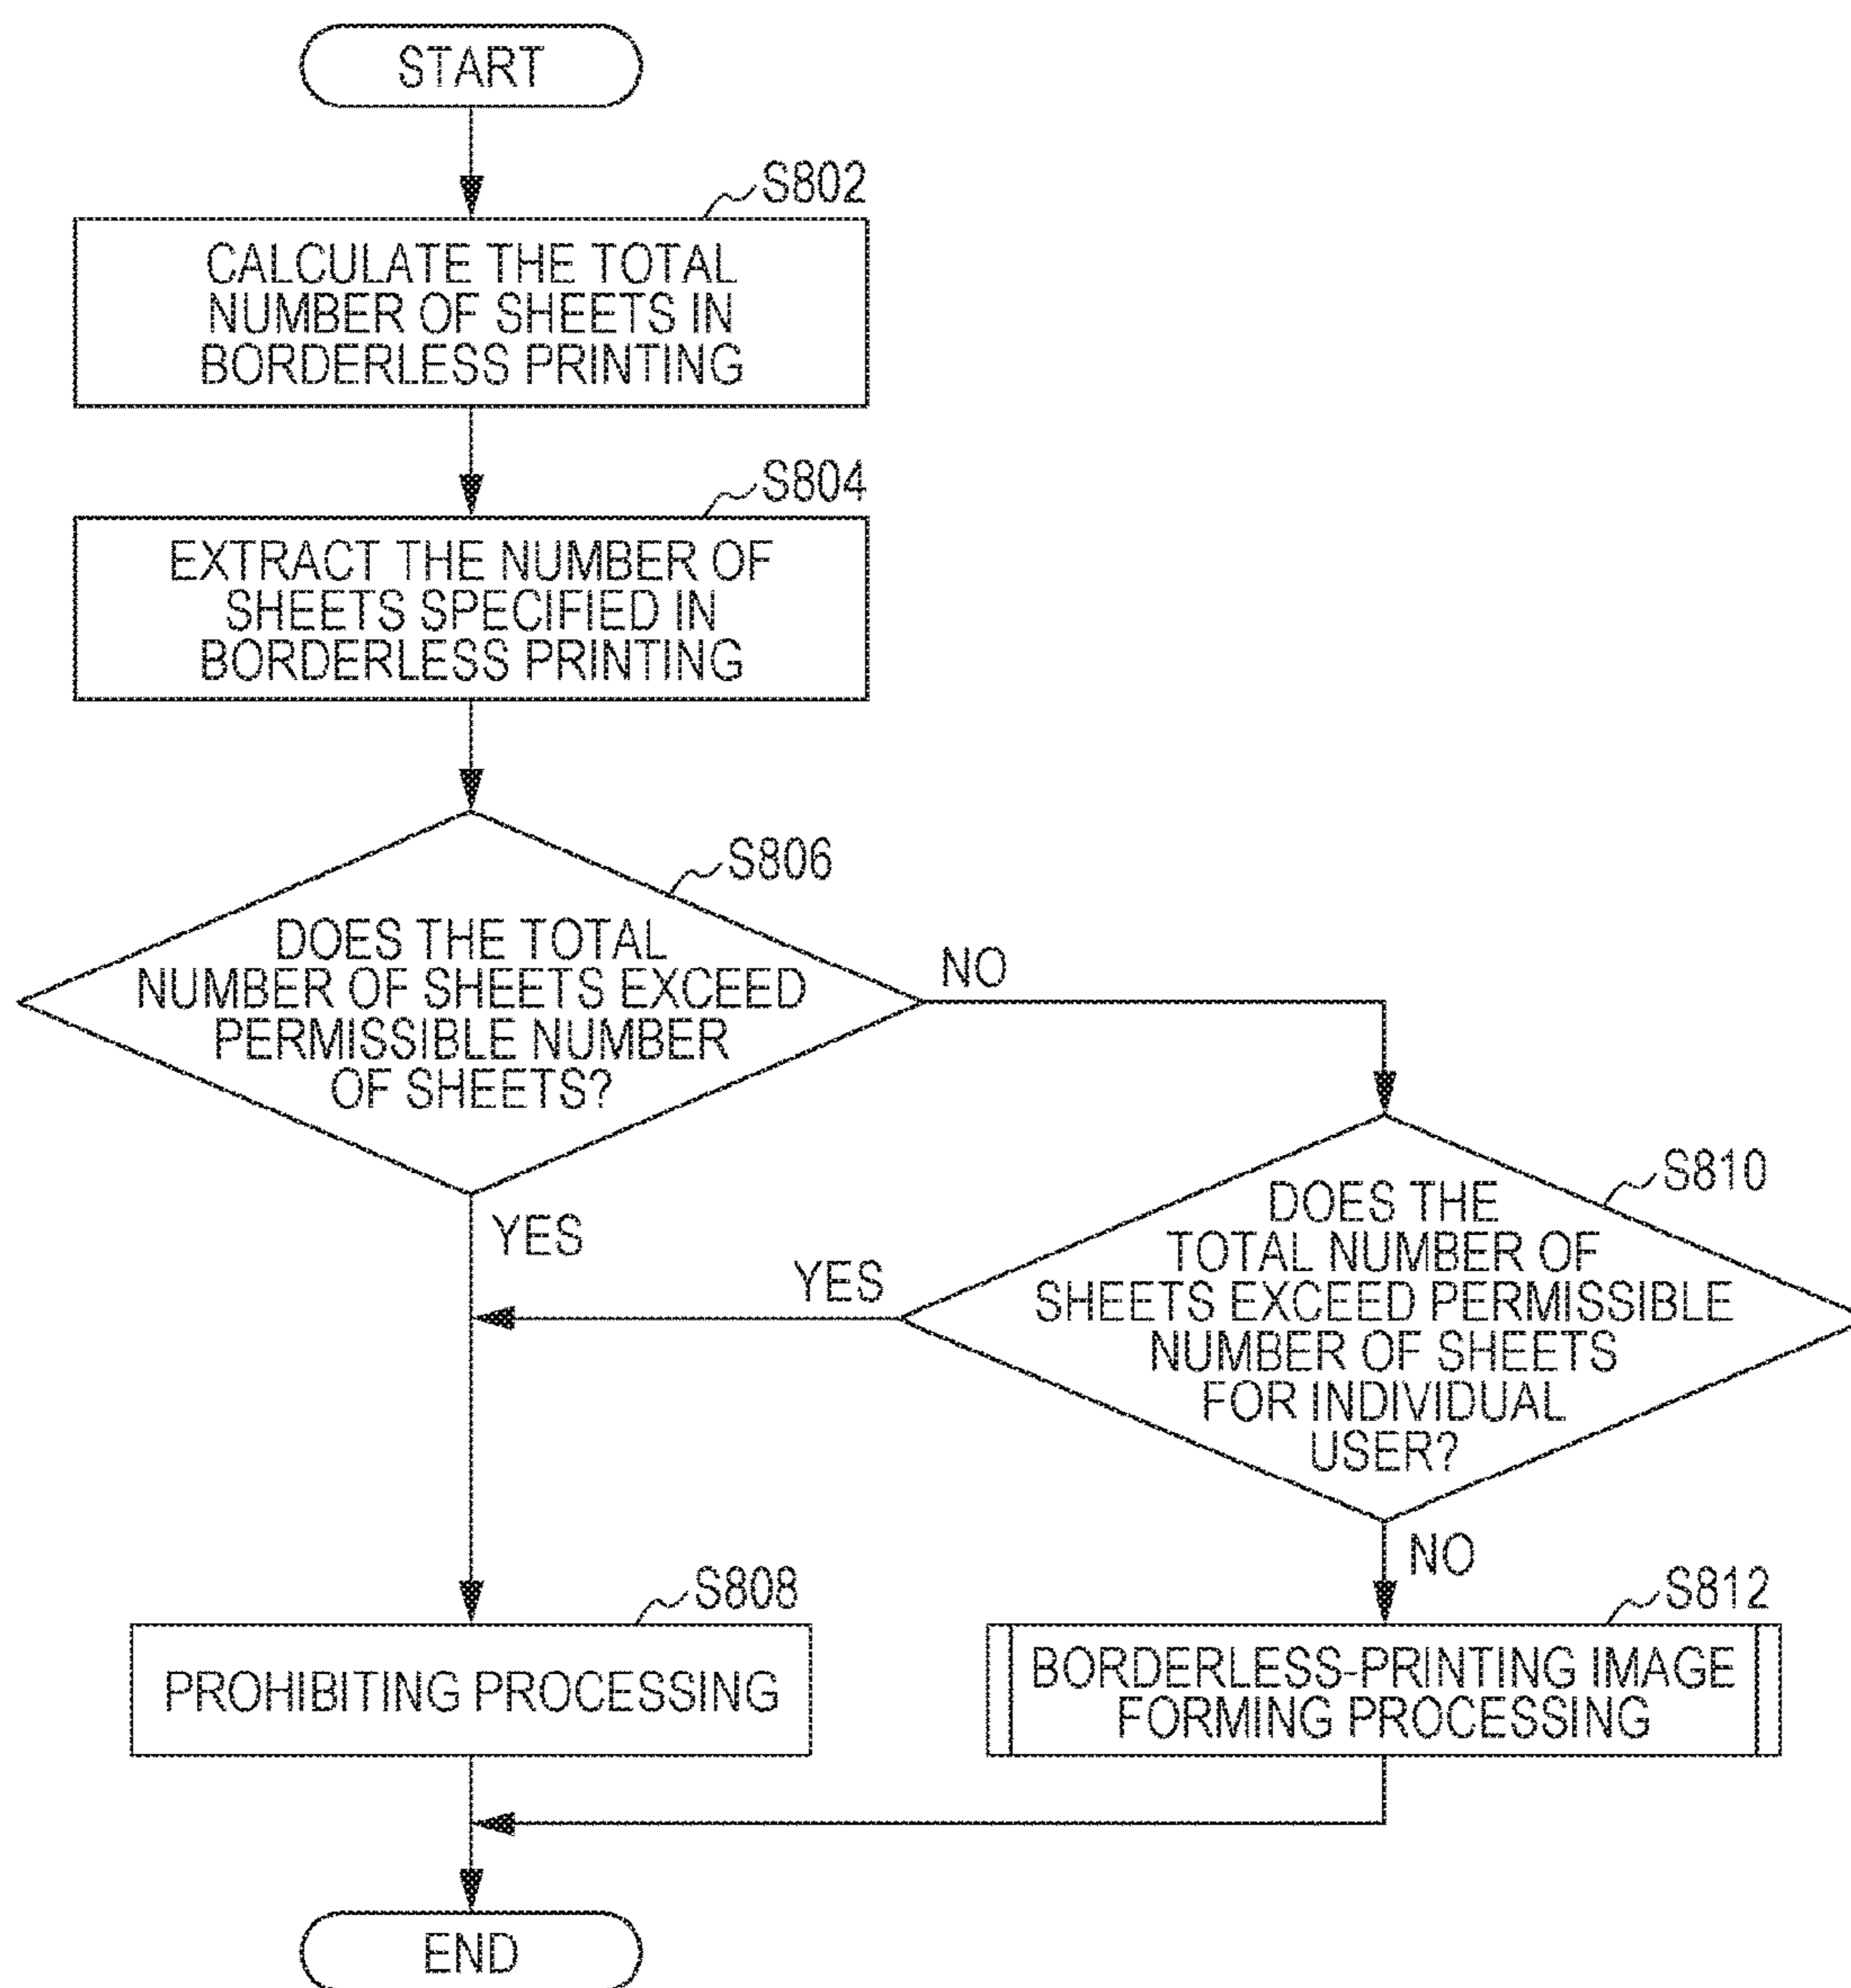 START
S802
CALCULATE THE TOTAL
NUMBER OF SHEETS IN
BORDERLESS PRINTING
S804
EXTRACT THE NUMBER OF
SHEETS SPECIFIED IN
BORDERLESS PRINTING
S806
DOES THE TOTAL
NUMBER OF SHEETS EXCEED
PERMISSIBLE NUMBER
OF SHEETS?
NO
YES
S810
DOES THE
TOTAL NUMBER OF
SHEETS EXCEED PERMISSIBLE
NUMBER OF SHEETS
FOR INDIVIDUAL
USER?
YES
NO
S808
PROHIBITING PROCESSING
S812
BORDERLESS-PRINTING IMAGE
FORMING PROCESSING
END